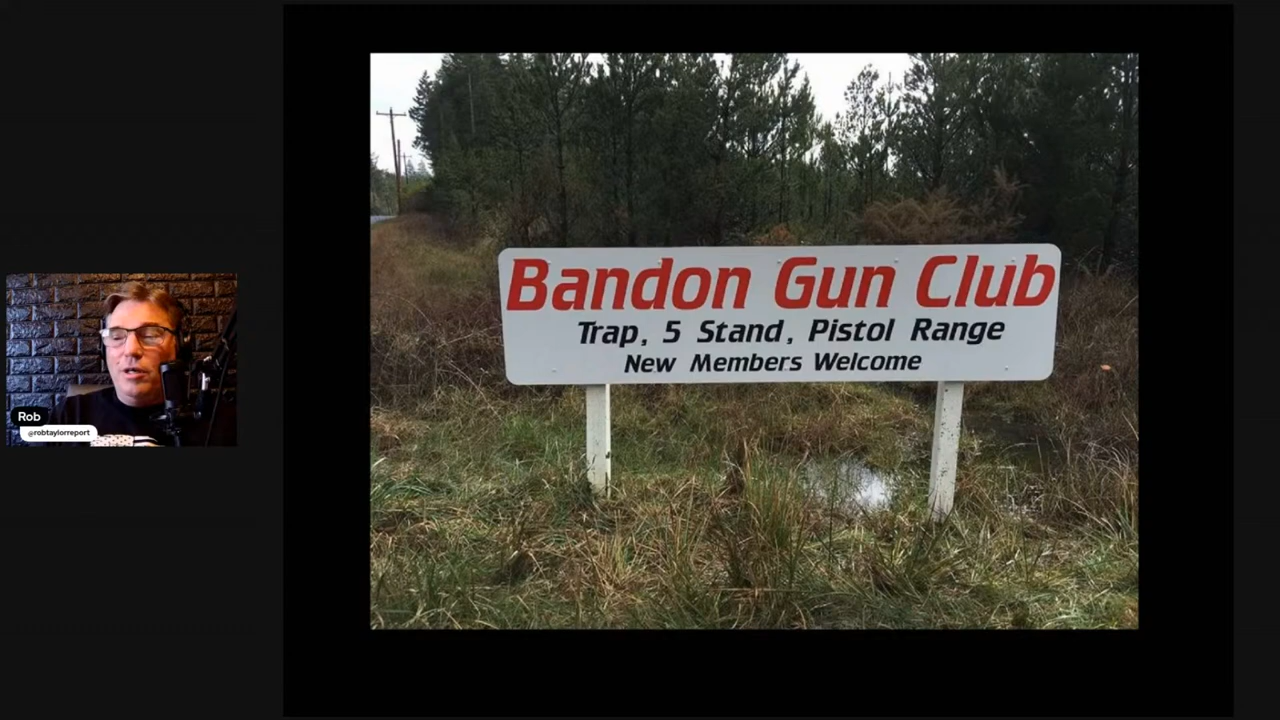 Bandon Gun Club
Trap, 5 Stand, Pistol Range
New Members Welcome
Rob
@robtaylorreport